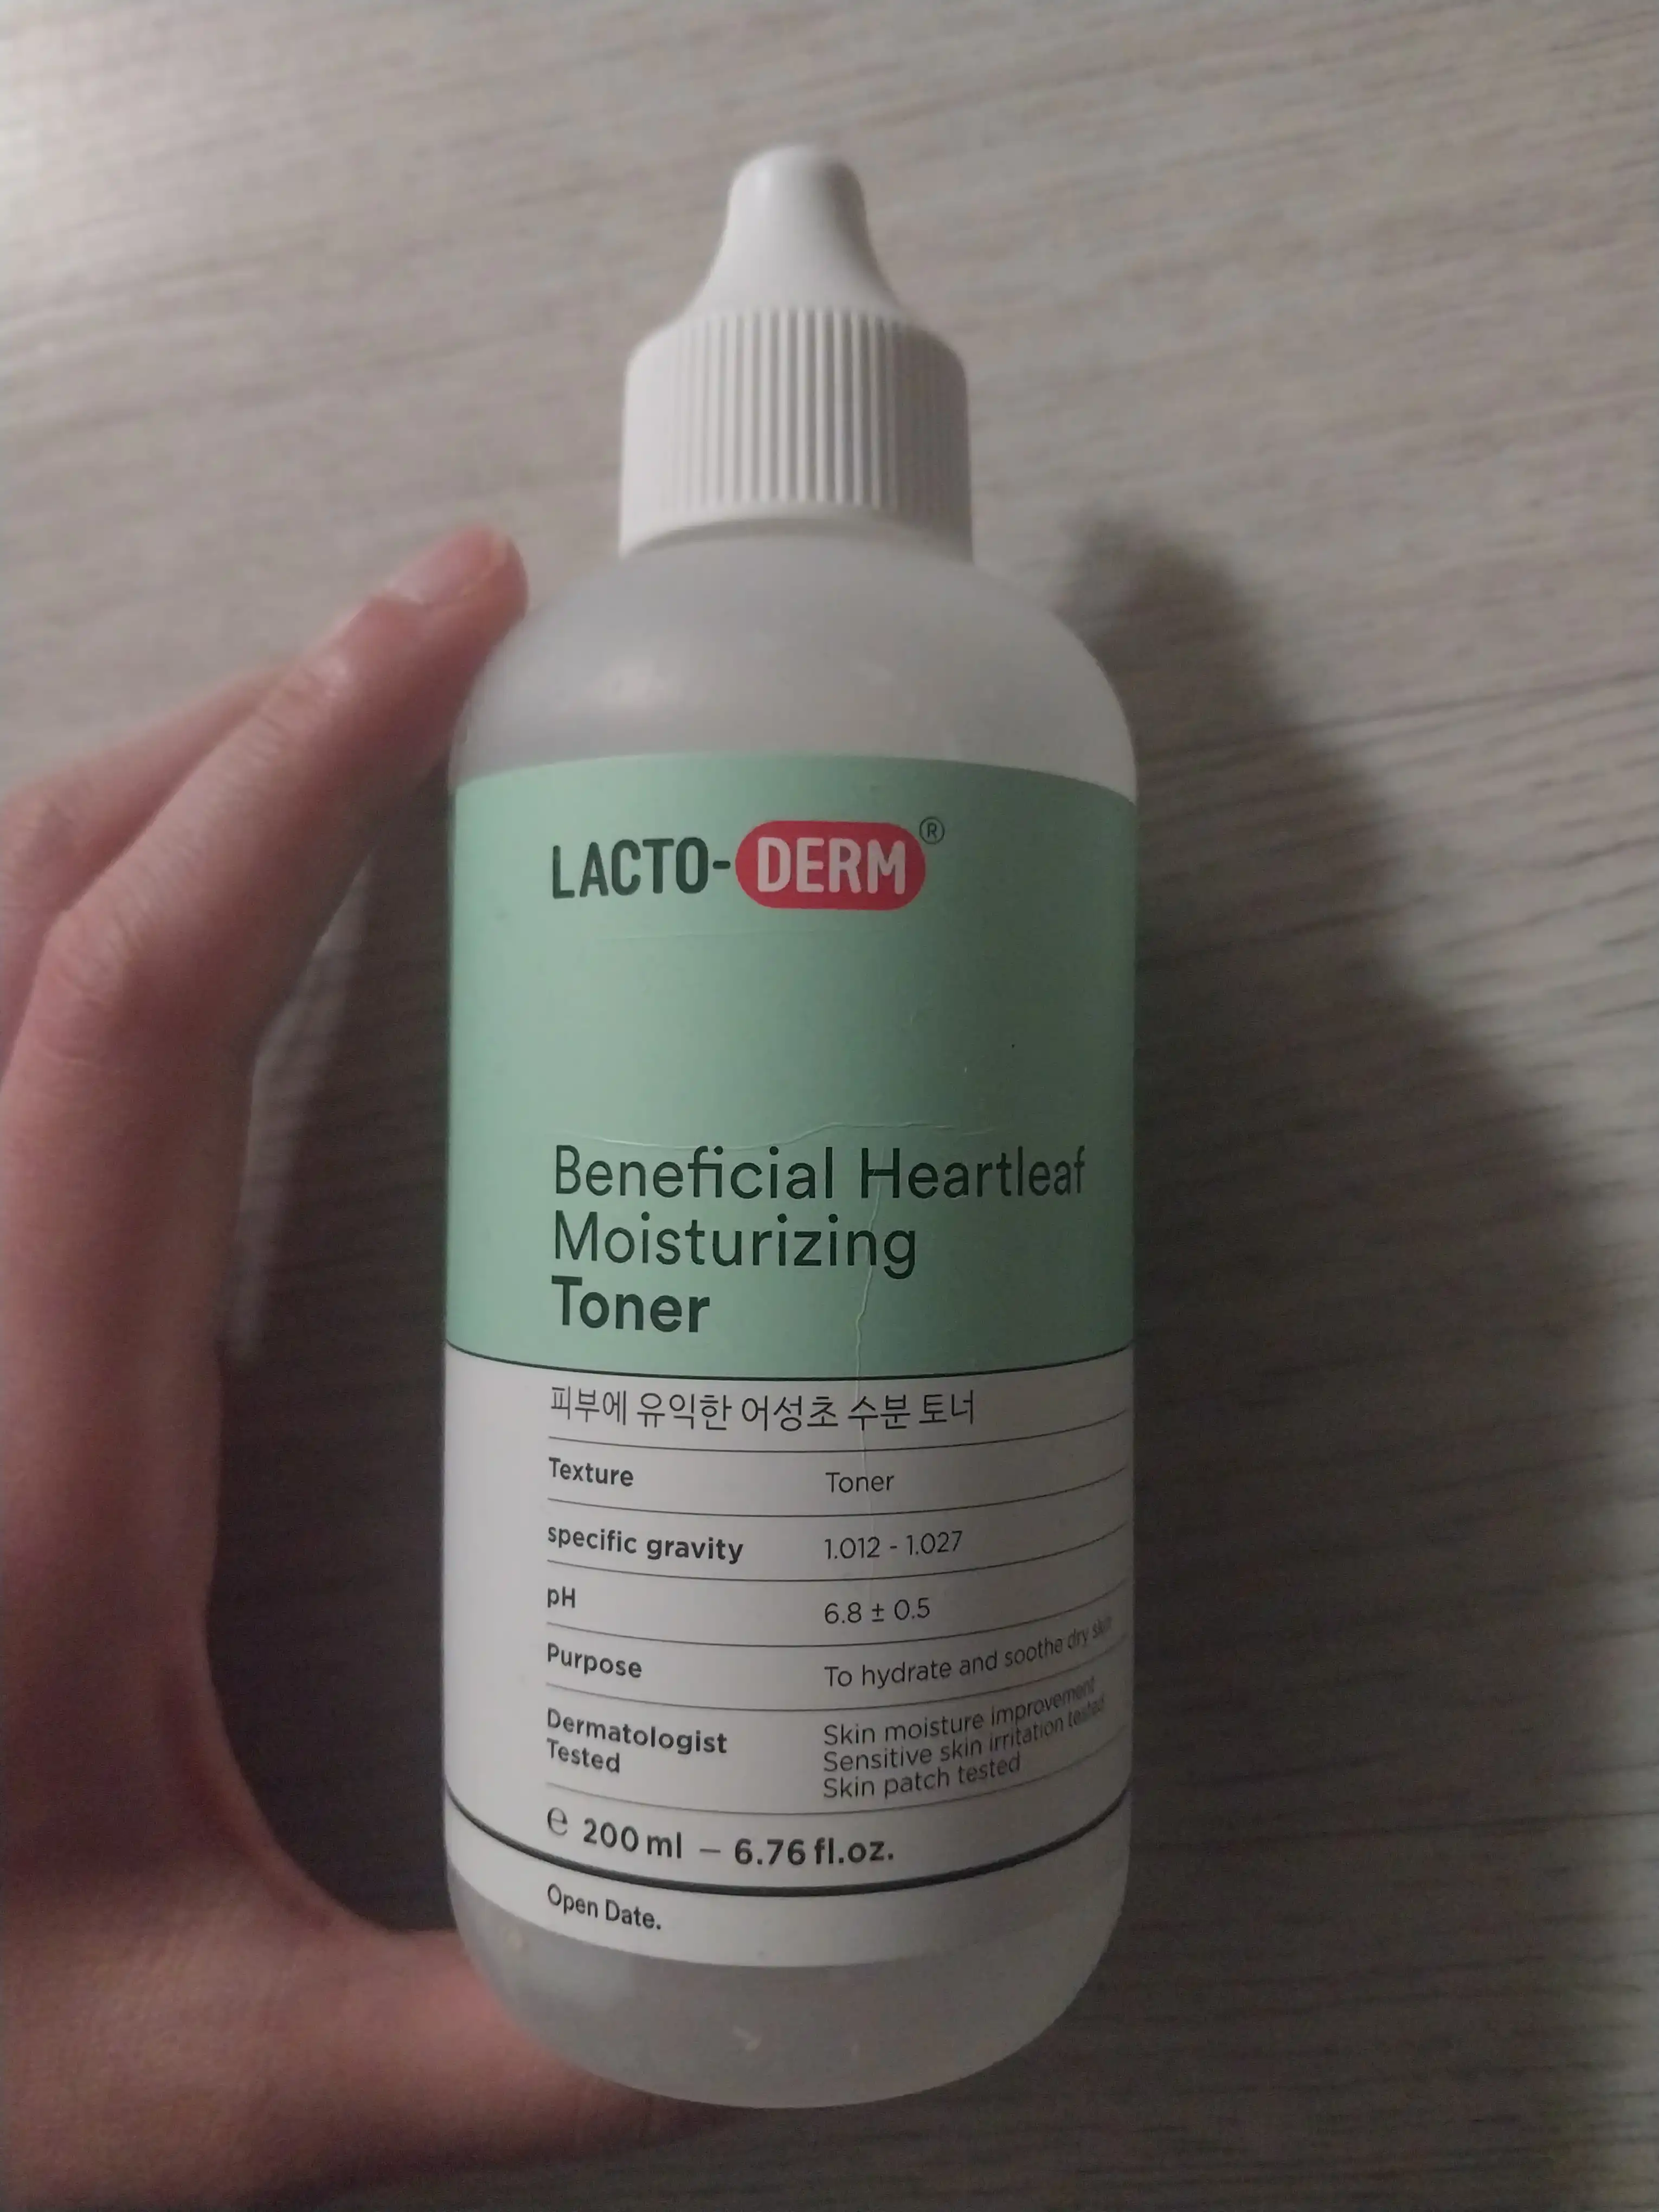 LACTO-DERM®
Beneficial Heartleaf
Moisturizing
Toner
피부에 유익한 어성초 수분 토너
Texture Toner
specific gravity 1.012 - 1.027
pH 6.8 ± 0.5
Purpose To hydrate and soothe dry skin
Dermatologist
Tested
Skin moisture improvement
Sensitive skin irritation tested
Skin patch tested
℮ 200 ml – 6.76 fl.oz.
Open Date.